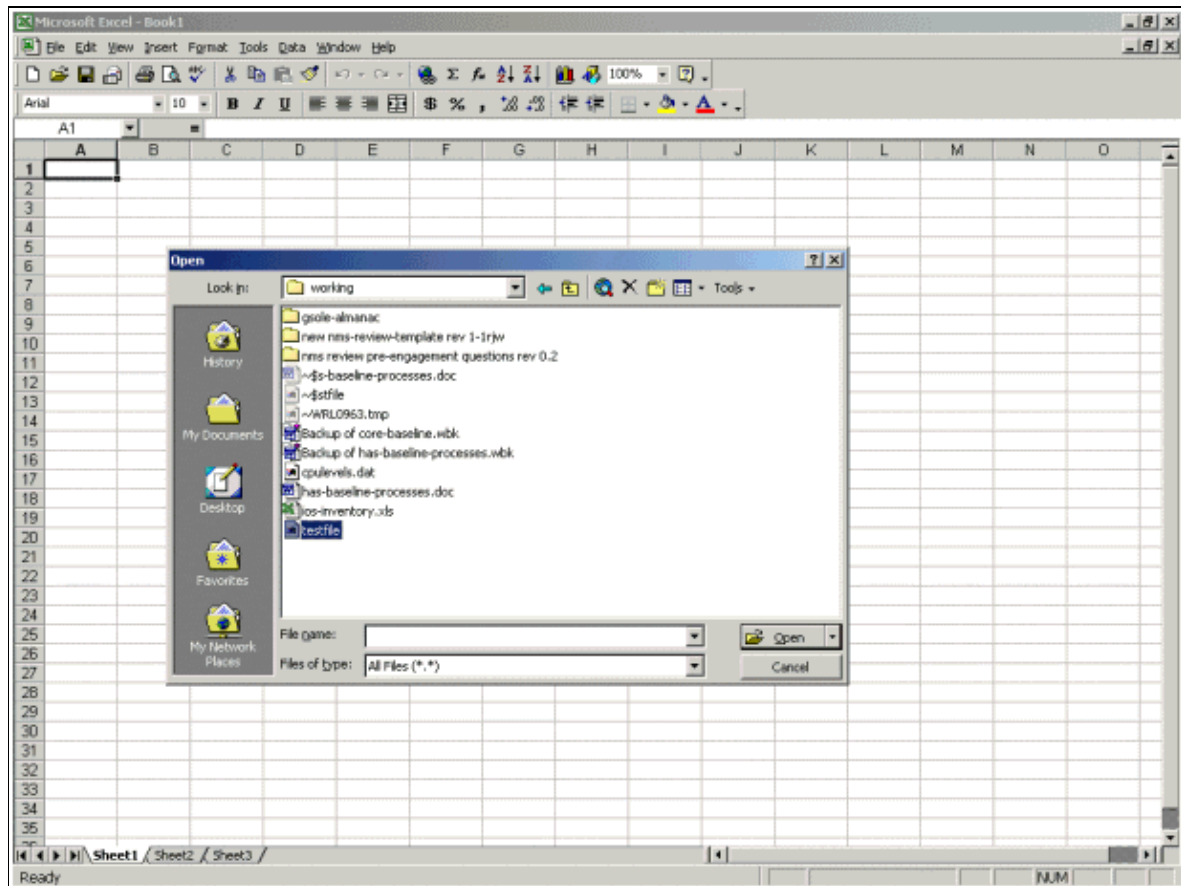 Microsoft Excel - Book1
File Edit View Insert Format Tools Data Window Help
100%
Arial 10 B I U $ % ,
A1 =
A B C D E F G H I J K L M N O
1
2
3
4
5
6
7
8
9
10
11
12
13
14
15
16
17
18
19
20
21
22
23
24
25
26
27
28
29
30
31
32
33
34
35
Open
Look in: working Tools
History
My Documents
Desktop
Favorites
My Network Places
gsole-almanac
new nms-review-template rev 1-1rjw
nms review pre-engagement questions rev 0.2
~$s-baseline-processes.doc
~$stfile
~WRL0963.tmp
Backup of core-baseline.wbk
Backup of has-baseline-processes.wbk
cpulevels.dat
has-baseline-processes.doc
ios-inventory.xls
testfile
File name: Open
Files of type: All Files (*.*) Cancel
Sheet1 Sheet2 Sheet3
Ready NUM